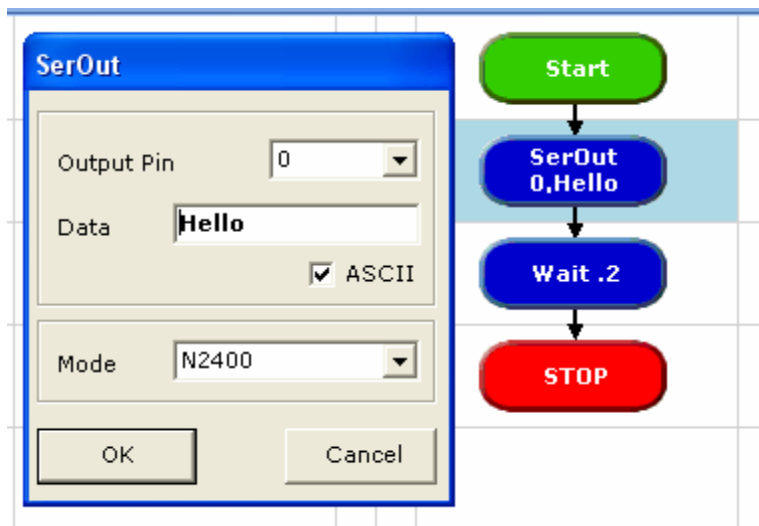 SerOut
Output Pin 0
Data Hello
ASCII
Mode N2400
OK Cancel
Start
SerOut
0,Hello
Wait .2
STOP